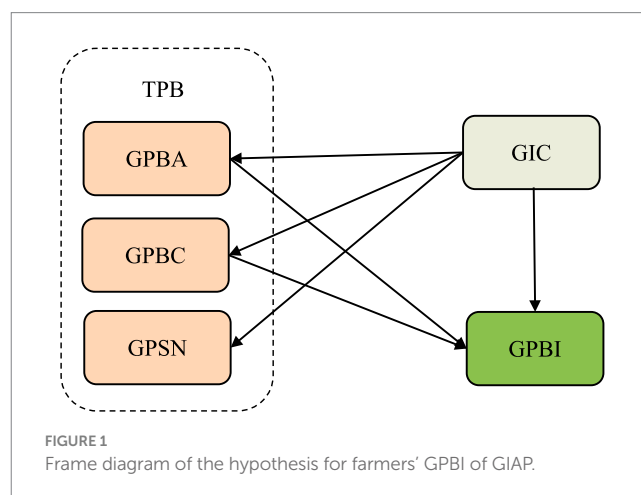 TPB
GPBA
GIC
GPBC
GPSN
GPBI
FIGURE 1
Frame diagram of the hypothesis for farmers’ GPBI of GIAP.